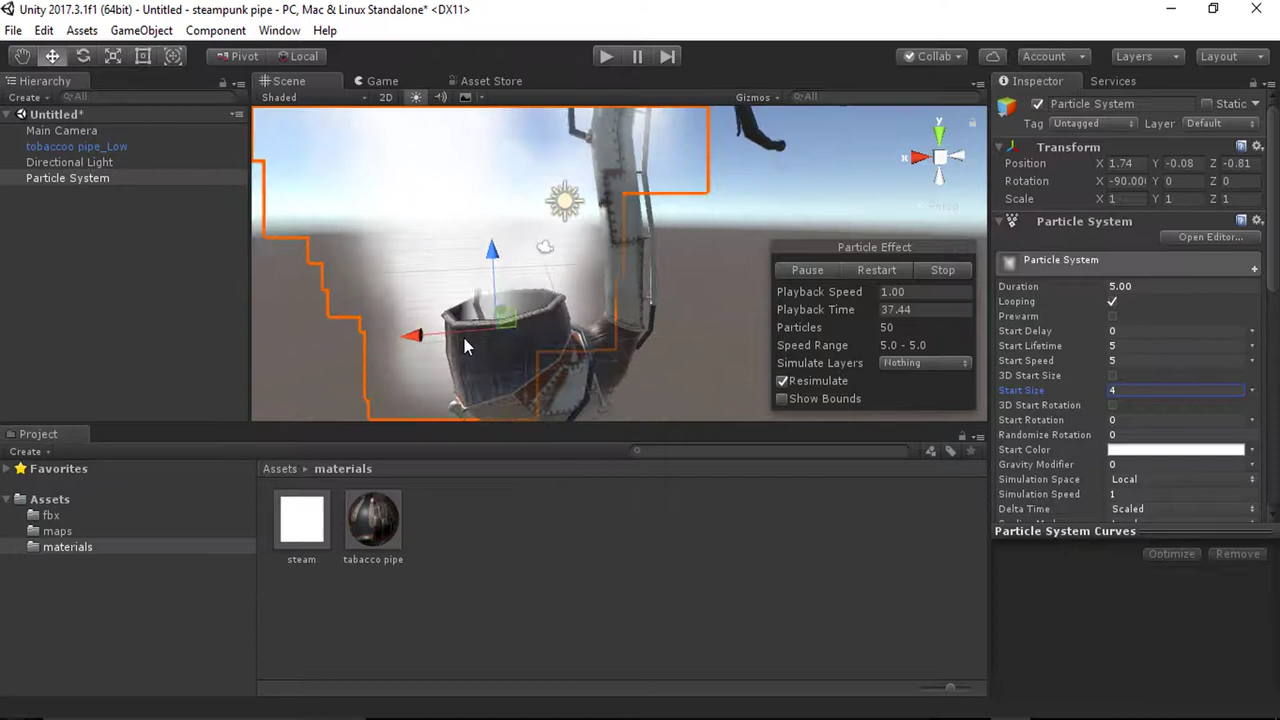 Unity 2017.3.1f1 (64bit) - Untitled - steampunk pipe - PC, Mac & Linux Standalone* <DX11>
File Edit Assets GameObject Component Window Help
Pivot Local Collab Account Layers Layout
Hierarchy
Create All
Untitled*
Main Camera
tobaccoo pipe_Low
Directional Light
Particle System
Scene Game Asset Store
Shaded 2D Gizmos All
y
x
Persp
Particle Effect
Pause Restart Stop
Playback Speed 1.00
Playback Time 37.44
Particles 50
Speed Range 5.0 - 5.0
Simulate Layers Nothing
Resimulate
Show Bounds
Project
Create
Favorites
Assets
fbx
maps
materials
Assets materials
steam tabacco pipe
Inspector Services
Particle System Static
Tag Untagged Layer Default
Transform
Position X 1.74 Y -0.08 Z -0.81
Rotation X -90.000 Y 0 Z 0
Scale X 1 Y 1 Z 1
Particle System
Open Editor...
Particle System
Duration 5.00
Looping
Prewarm
Start Delay 0
Start Lifetime 5
Start Speed 5
3D Start Size
Start Size 4
3D Start Rotation
Start Rotation 0
Randomize Rotation 0
Start Color
Gravity Modifier 0
Simulation Space Local
Simulation Speed 1
Delta Time Scaled
Particle System Curves
Optimize Remove